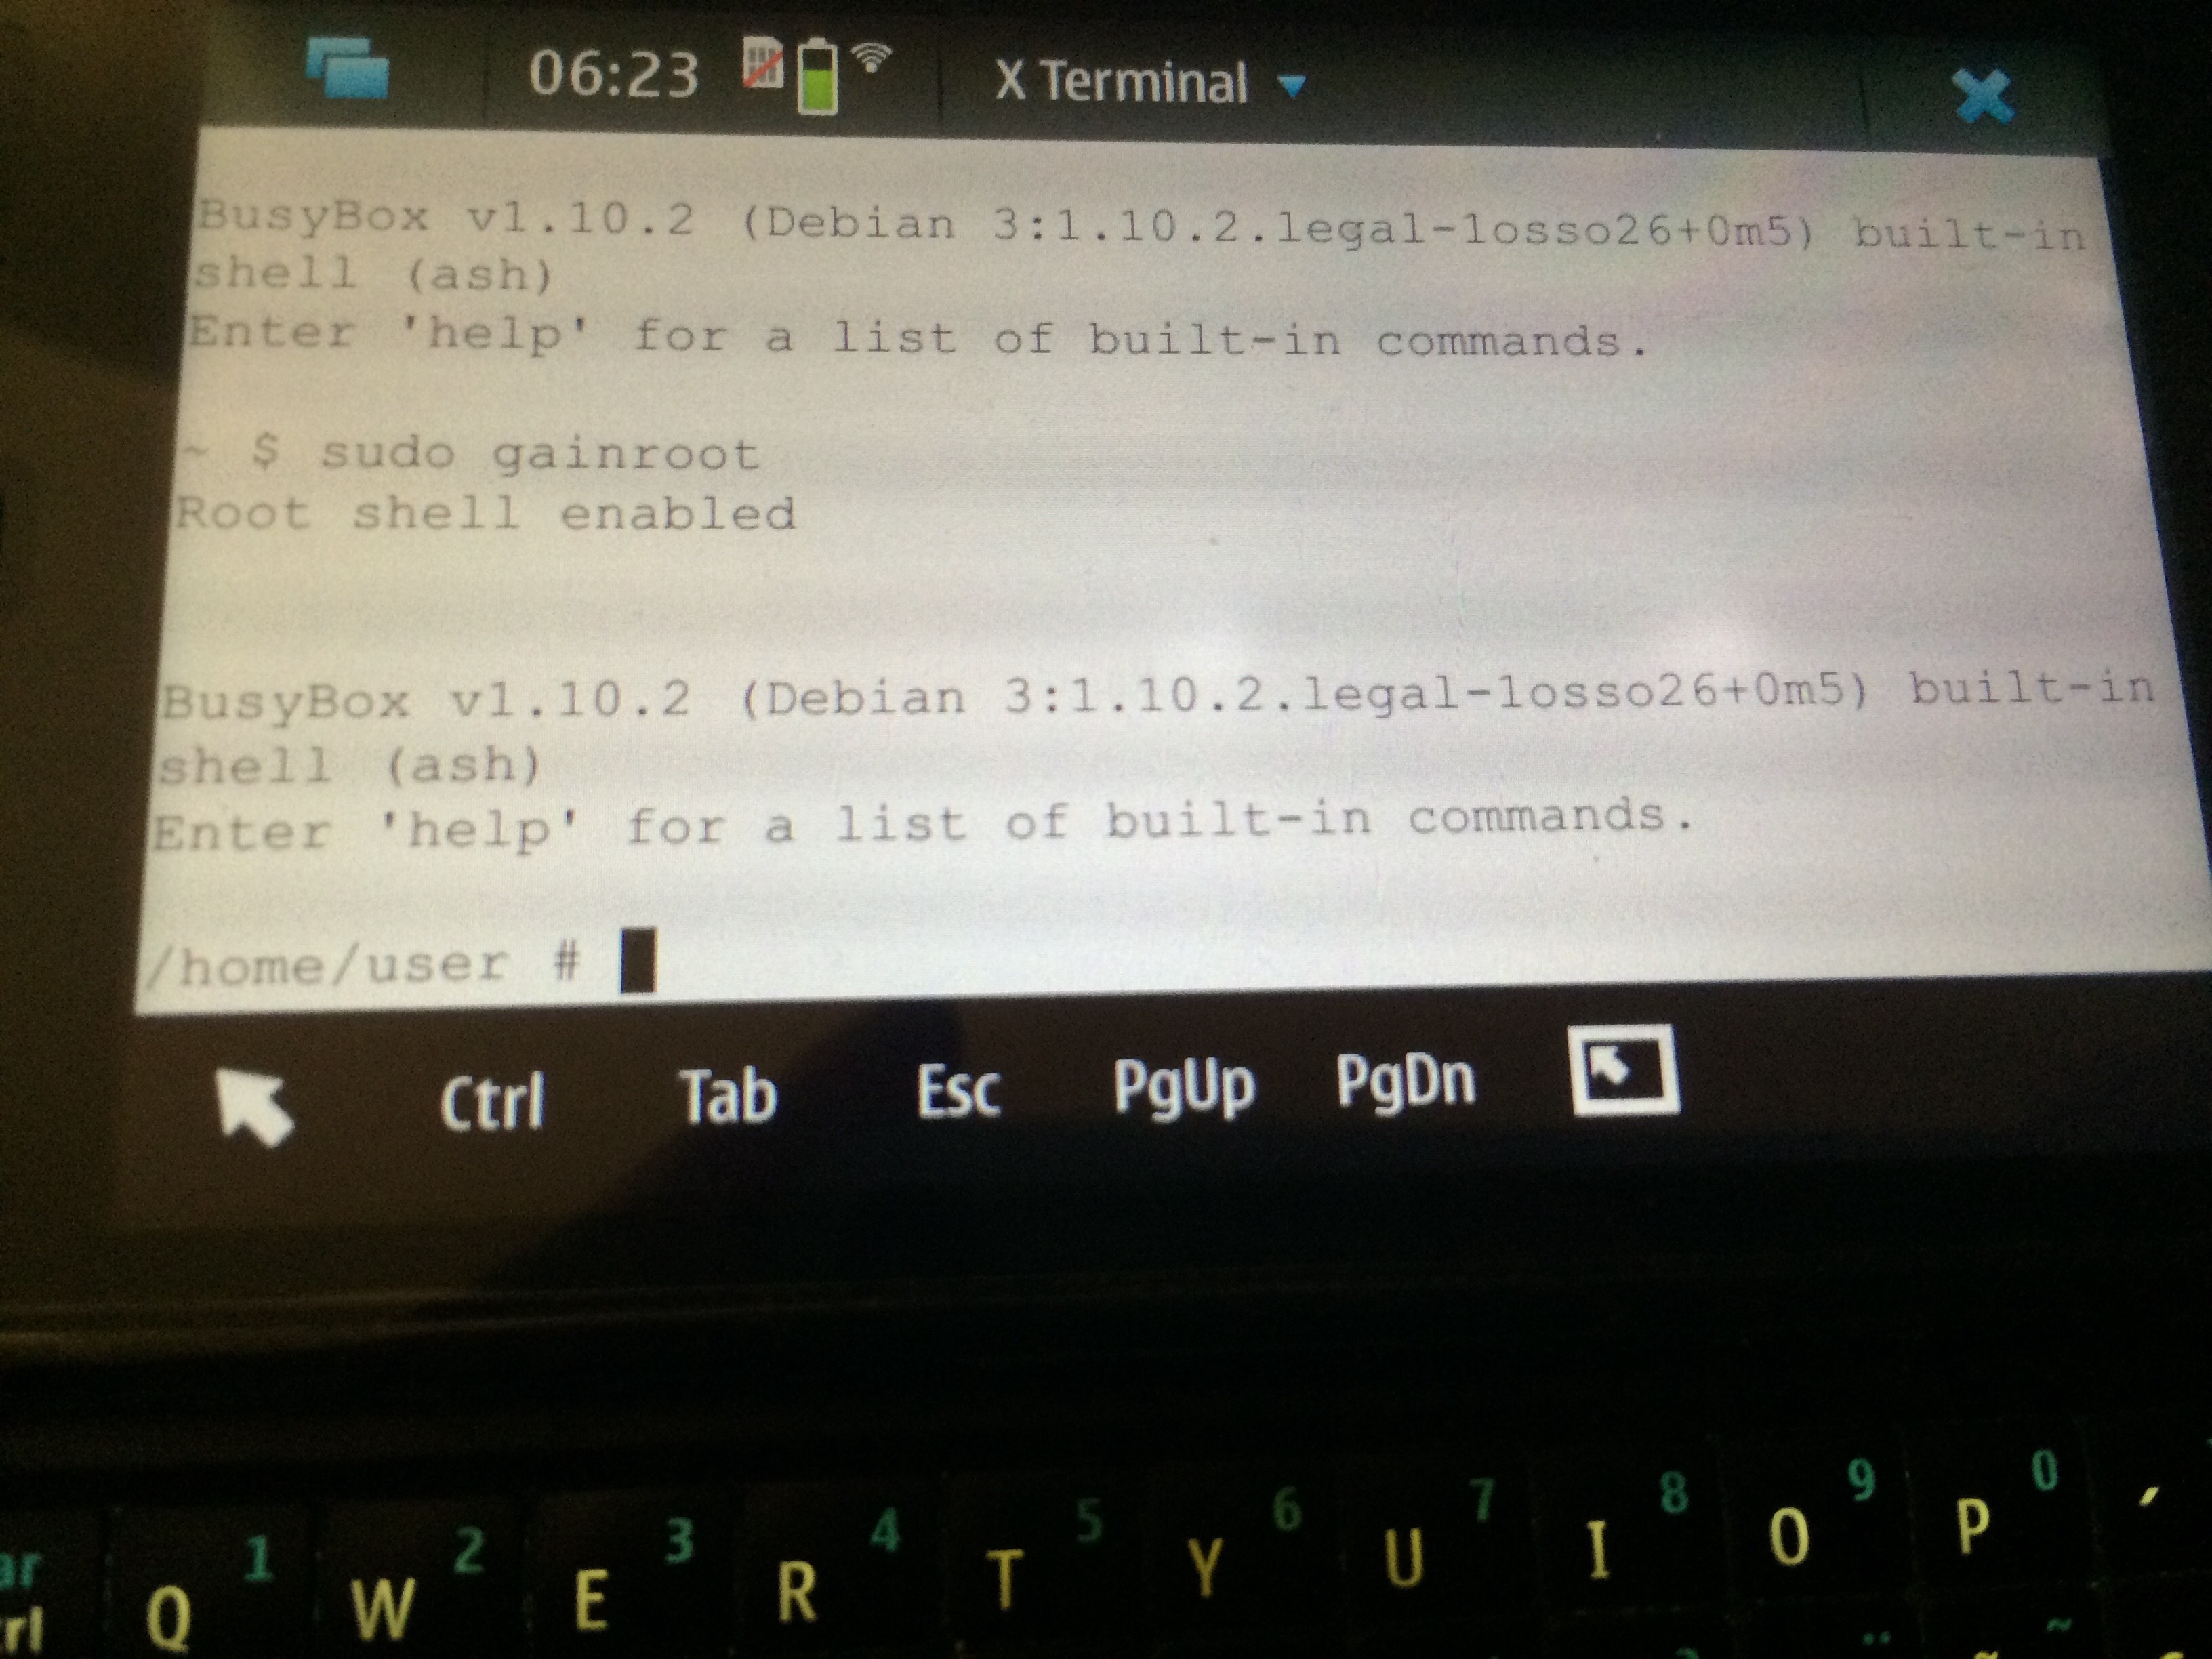 06:23 X Terminal
BusyBox v1.10.2 (Debian 3:1.10.2.legal-1osso26+0m5) built-in
shell (ash)
Enter 'help' for a list of built-in commands.
~ $ sudo gainroot
Root shell enabled
BusyBox v1.10.2 (Debian 3:1.10.2.legal-1osso26+0m5) built-in
shell (ash)
Enter 'help' for a list of built-in commands.
/home/user #
Ctrl Tab Esc PgUp PgDn
1 2 3 4 5 6 7 8 9 0
Q W E R T Y U I O P ´